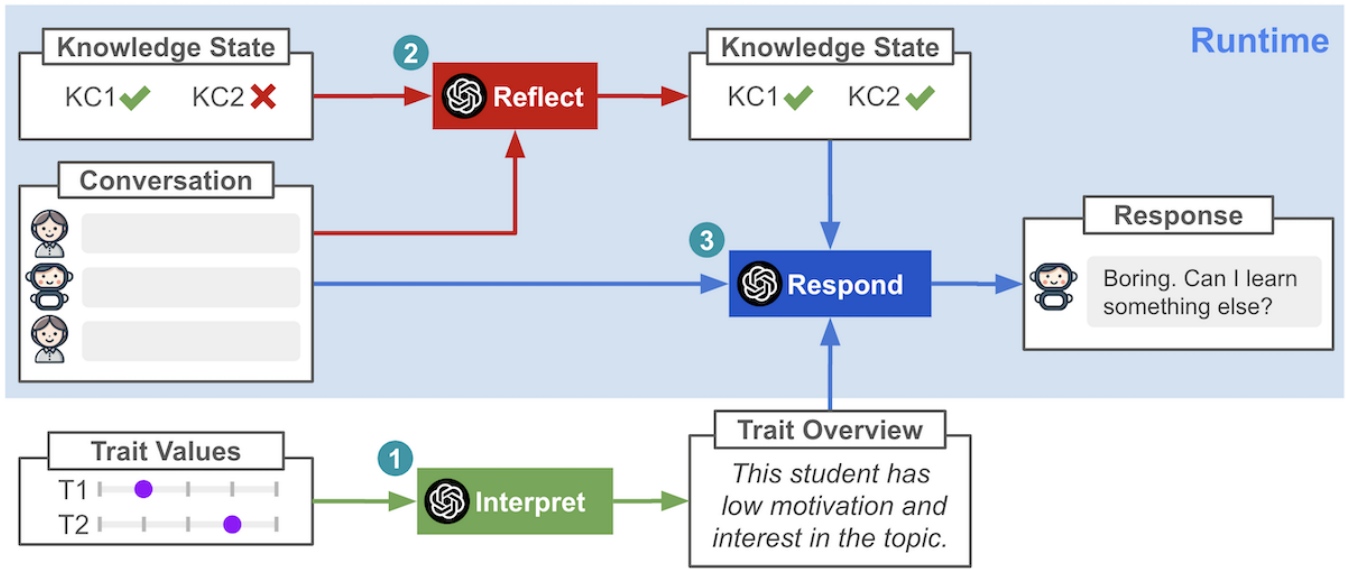 Runtime
Knowledge State
KC1 KC2
2
Reflect
Knowledge State
KC1 KC2
Conversation
3
Respond
Response
Boring. Can I learn
something else?
Trait Values
T1
T2
1
Interpret
Trait Overview
This student has
low motivation and
interest in the topic.